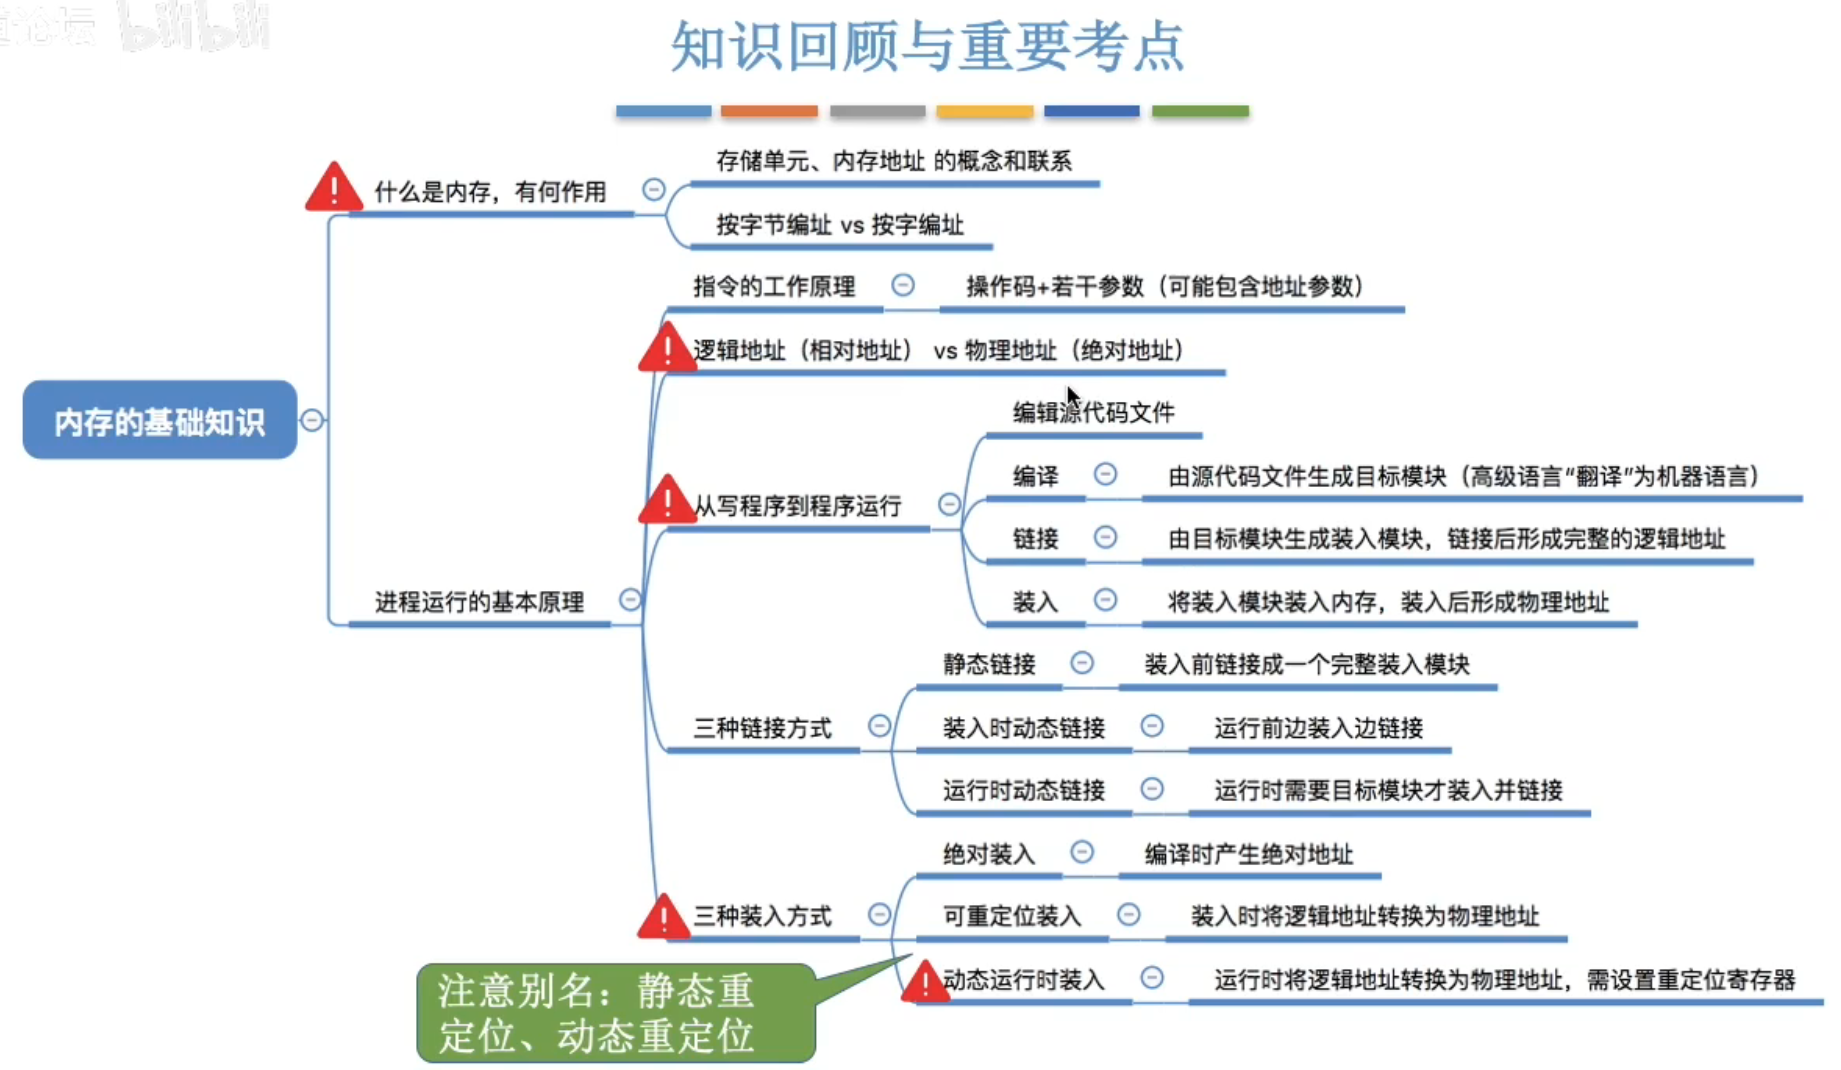 论坛 bilibili
知识回顾与重要考点
什么是内存，有何作用
存储单元、内存地址 的概念和联系
按字节编址 vs 按字编址
内存的基础知识
进程运行的基本原理
指令的工作原理
操作码+若干参数（可能包含地址参数）
逻辑地址（相对地址） vs 物理地址（绝对地址）
从写程序到程序运行
编辑源代码文件
编译
由源代码文件生成目标模块（高级语言“翻译”为机器语言）
链接
由目标模块生成装入模块，链接后形成完整的逻辑地址
装入
将装入模块装入内存，装入后形成物理地址
三种链接方式
静态链接
装入前链接成一个完整装入模块
装入时动态链接
运行前边装入边链接
运行时动态链接
运行时需要目标模块才装入并链接
三种装入方式
绝对装入
编译时产生绝对地址
可重定位装入
装入时将逻辑地址转换为物理地址
动态运行时装入
运行时将逻辑地址转换为物理地址，需设置重定位寄存器
注意别名：静态重
定位、动态重定位